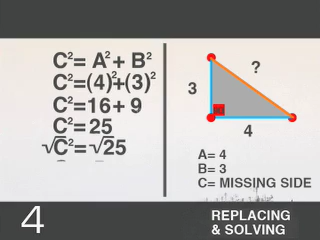 C²= A²+ B²
C²=(4)²+(3)²
C²=16+ 9
C²= 25
√C²= √25
?
3
4
A= 4
B= 3
C= MISSING SIDE
4
REPLACING
& SOLVING